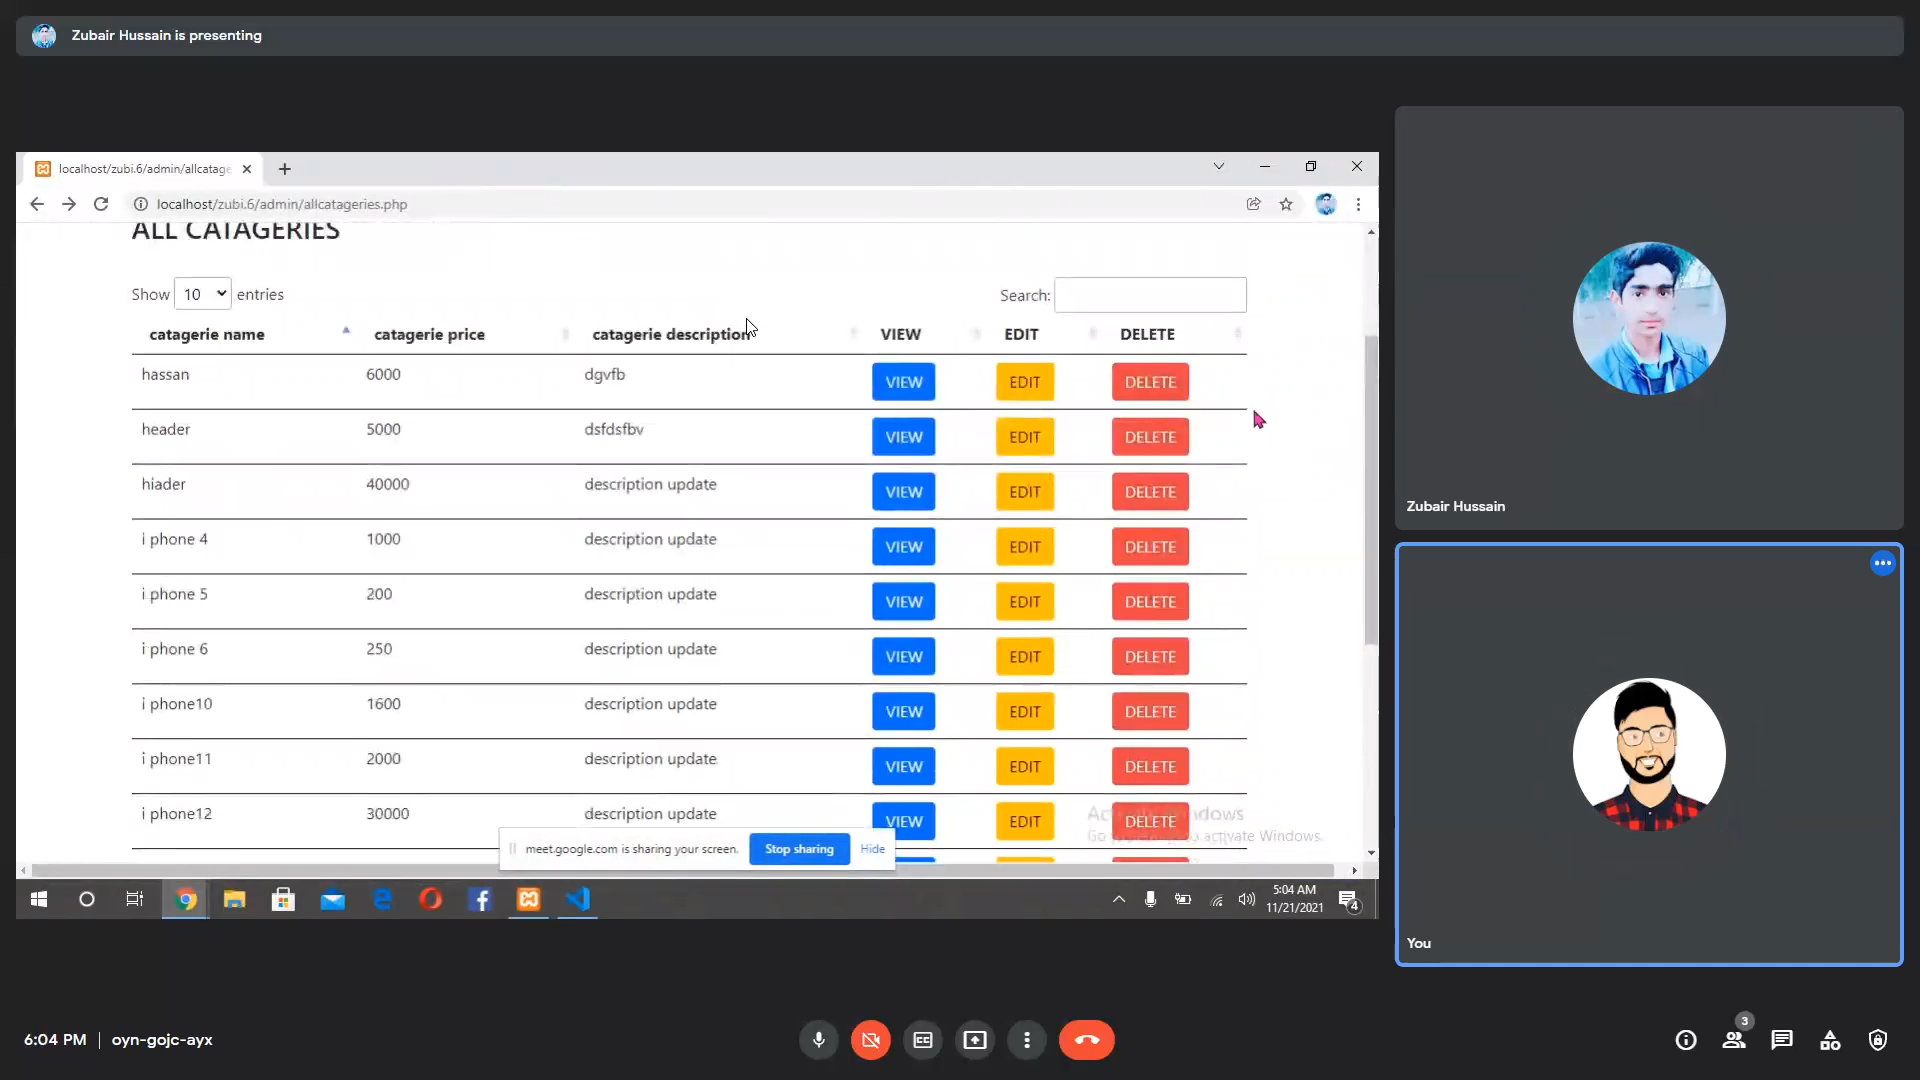 Zubair Hussain is presenting
localhost/zubi.6/admin/allcatage
localhost/zubi.6/admin/allcatageries.php
ALL CATAGERIES
Show 10 entries
Search:
catagerie name catagerie price catagerie description VIEW EDIT DELETE
hassan 6000 dgvfb VIEW EDIT DELETE
header 5000 dsfdsfbv VIEW EDIT DELETE
hiader 40000 description update VIEW EDIT DELETE
i phone 4 1000 description update VIEW EDIT DELETE
i phone 5 200 description update VIEW EDIT DELETE
i phone 6 250 description update VIEW EDIT DELETE
i phone10 1600 description update VIEW EDIT DELETE
i phone11 2000 description update VIEW EDIT DELETE
i phone12 30000 description update VIEW EDIT DELETE
activate Windows.
meet.google.com is sharing your screen. Stop sharing Hide
5:04 AM
11/21/2021
4
Zubair Hussain
You
6:04 PM | oyn-gojc-ayx
3